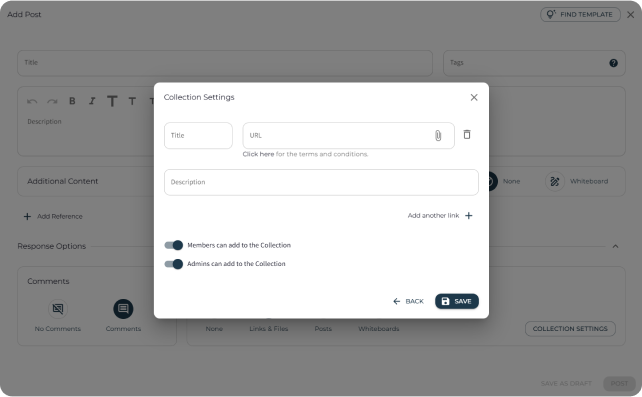 Add Post
FIND TEMPLATE
Title
Tags
B I T T T
Description
Collection Settings
Title
URL
Click here for the terms and conditions.
Description
Add another link
Members can add to the Collection
Admins can add to the Collection
BACK
SAVE
Additional Content
None
Whiteboard
Add Reference
Response Options
Comments
No Comments
Comments
None
Links & Files
Posts
Whiteboards
COLLECTION SETTINGS
SAVE AS DRAFT
POST